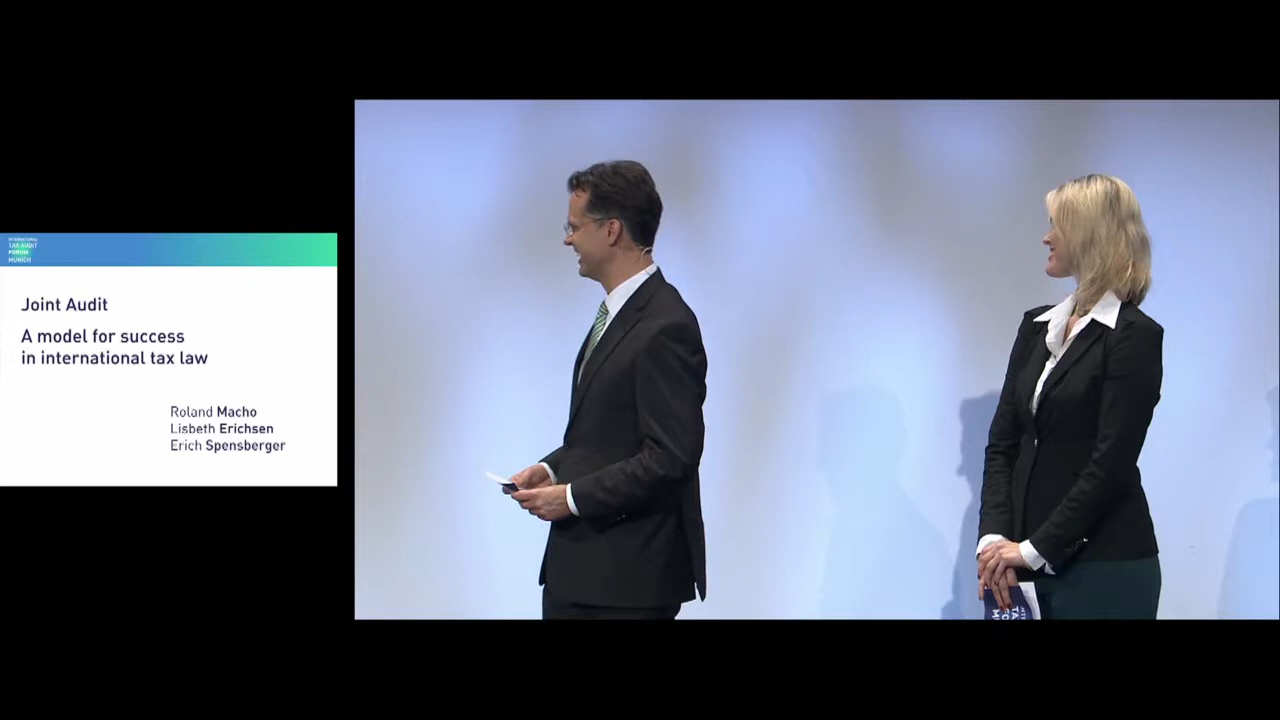 INTERNATIONAL
TAX AUDIT
FORUM
MUNICH
Joint Audit
A model for success
in international tax law
Roland Macho
Lisbeth Erichsen
Erich Spensberger